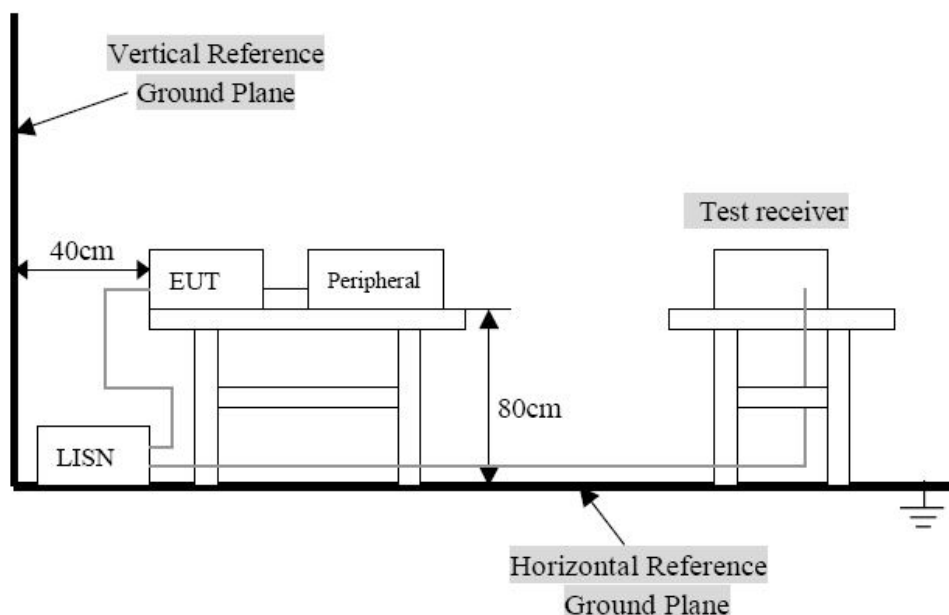 Vertical Reference
Ground Plane
Test receiver
40cm
EUT
Peripheral
80cm
LISN
Horizontal Reference
Ground Plane